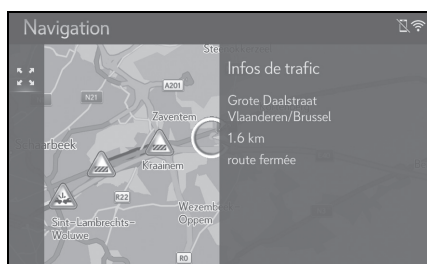 Navigation
Infos de trafic
Grote Daalstraat
Vlaanderen/Brussel
1.6 km
route fermée
A201
N21
Zaventem
Kraainem
R22
Wezemb
Oppem
Sint-Lambrechts-
Woluwe
R0